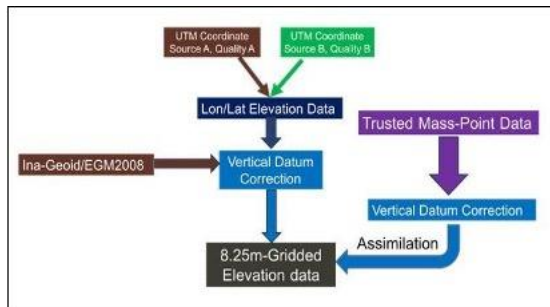 UTM Coordinate
Source A, Quality A
UTM Coordinate
Source B, Quality B
Lon/Lat Elevation Data
Trusted Mass-Point Data
Ina-Geoid/EGM2008
Vertical Datum
Correction
Vertical Datum Correction
Assimilation
8.25m-Gridded
Elevation data